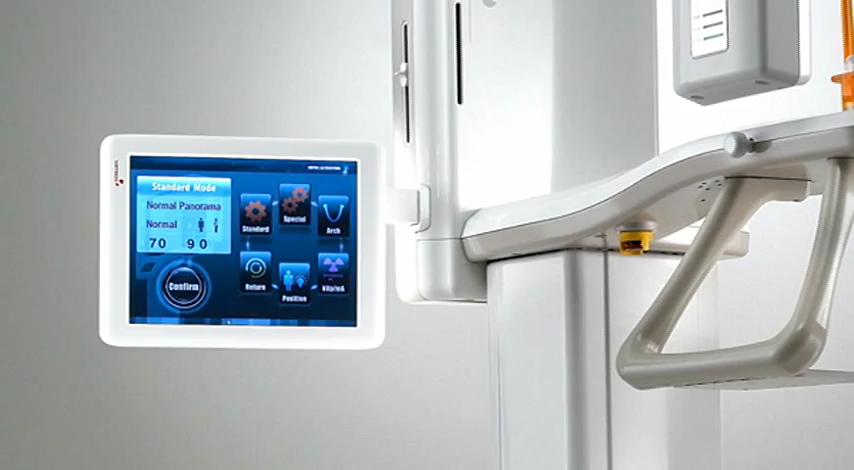 Standard Mode
Normal Panorama
Normal
70 90
Standard
Special
Arch
Return
Position
kVp/mA
Confirm